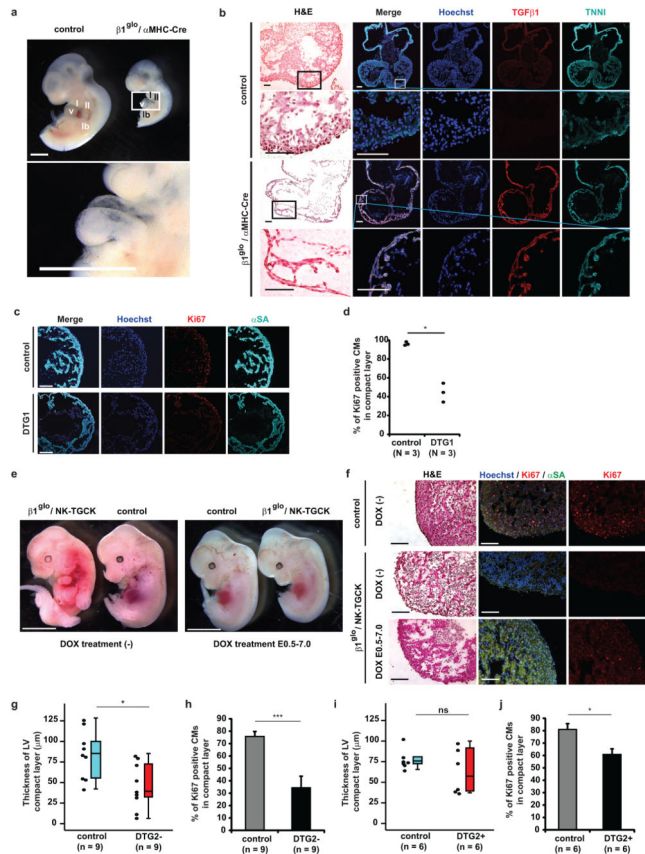 a
control
β1glo/ αMHC-Cre
I
II
V
Ib
I
II
V
Ib
b
H&E
Merge
Hoechst
TGFβ1
TNNI
control
β1glo / αMHC-Cre
c
Merge
Hoechst
Ki67
αSA
control
DTG1
d
% of Ki67 positive CMs
in compact layer
100
80
60
40
20
0
*
control
(N = 3)
DTG1
(N = 3)
e
β1glo/ NK-TGCK
control
control
β1glo/ NK-TGCK
DOX treatment (-)
DOX treatment E0.5-7.0
f
H&E
Hoechst / Ki67 / αSA
Ki67
control
DOX (-)
β1glo/ NK-TGCK
DOX (-)
DOX E0.5-7.0
g
Thickness of LV
compact layer (μm)
150
125
100
75
50
25
0
*
control
(n = 9)
DTG2-
(n = 9)
h
% of Ki67 positive CMs
in compact layer
100
80
60
40
20
0
***
control
(n = 9)
DTG2-
(n = 9)
i
Thickness of LV
compact layer (μm)
150
125
100
75
50
25
0
ns
control
(n = 6)
DTG2+
(n = 6)
j
% of Ki67 positive CMs
in compact layer
100
80
60
40
20
0
*
control
(n = 6)
DTG2+
(n = 6)